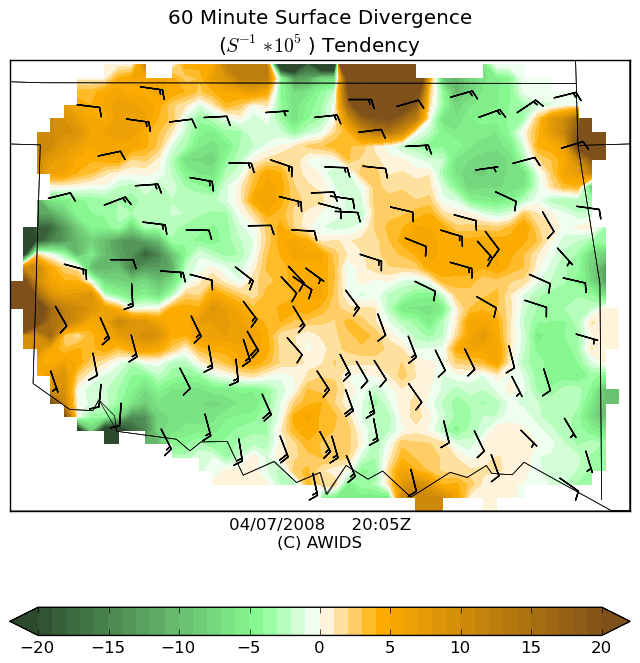 60 Minute Surface Divergence
(S⁻¹ * 10⁵ ) Tendency
04/07/2008 20:05Z
(C) AWIDS
−20 −15 −10 −5 0 5 10 15 20